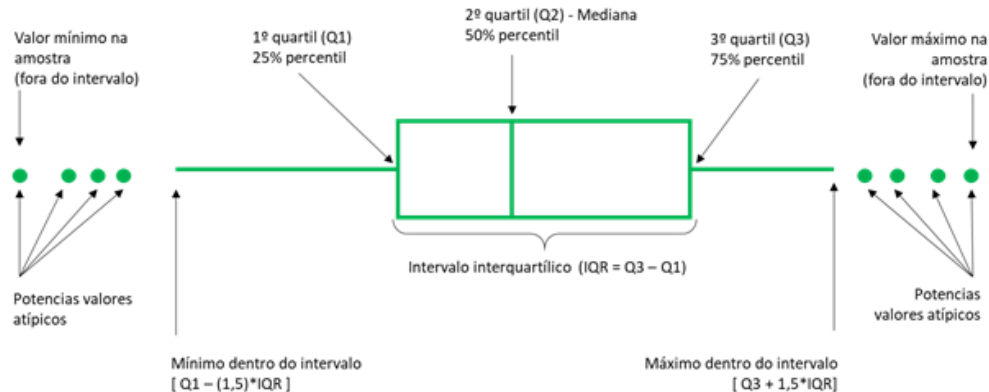 Valor mínimo na
amostra
(fora do intervalo)
1º quartil (Q1)
25% percentil
2º quartil (Q2) - Mediana
50% percentil
3º quartil (Q3)
75% percentil
Valor máximo na
amostra
(fora do intervalo)
Intervalo interquartílico (IQR = Q3 – Q1)
Potencias valores
atípicos
Potencias
valores atípicos
Mínimo dentro do intervalo
[ Q1 – (1,5)*IQR ]
Máximo dentro do intervalo
[ Q3 + 1,5*IQR]